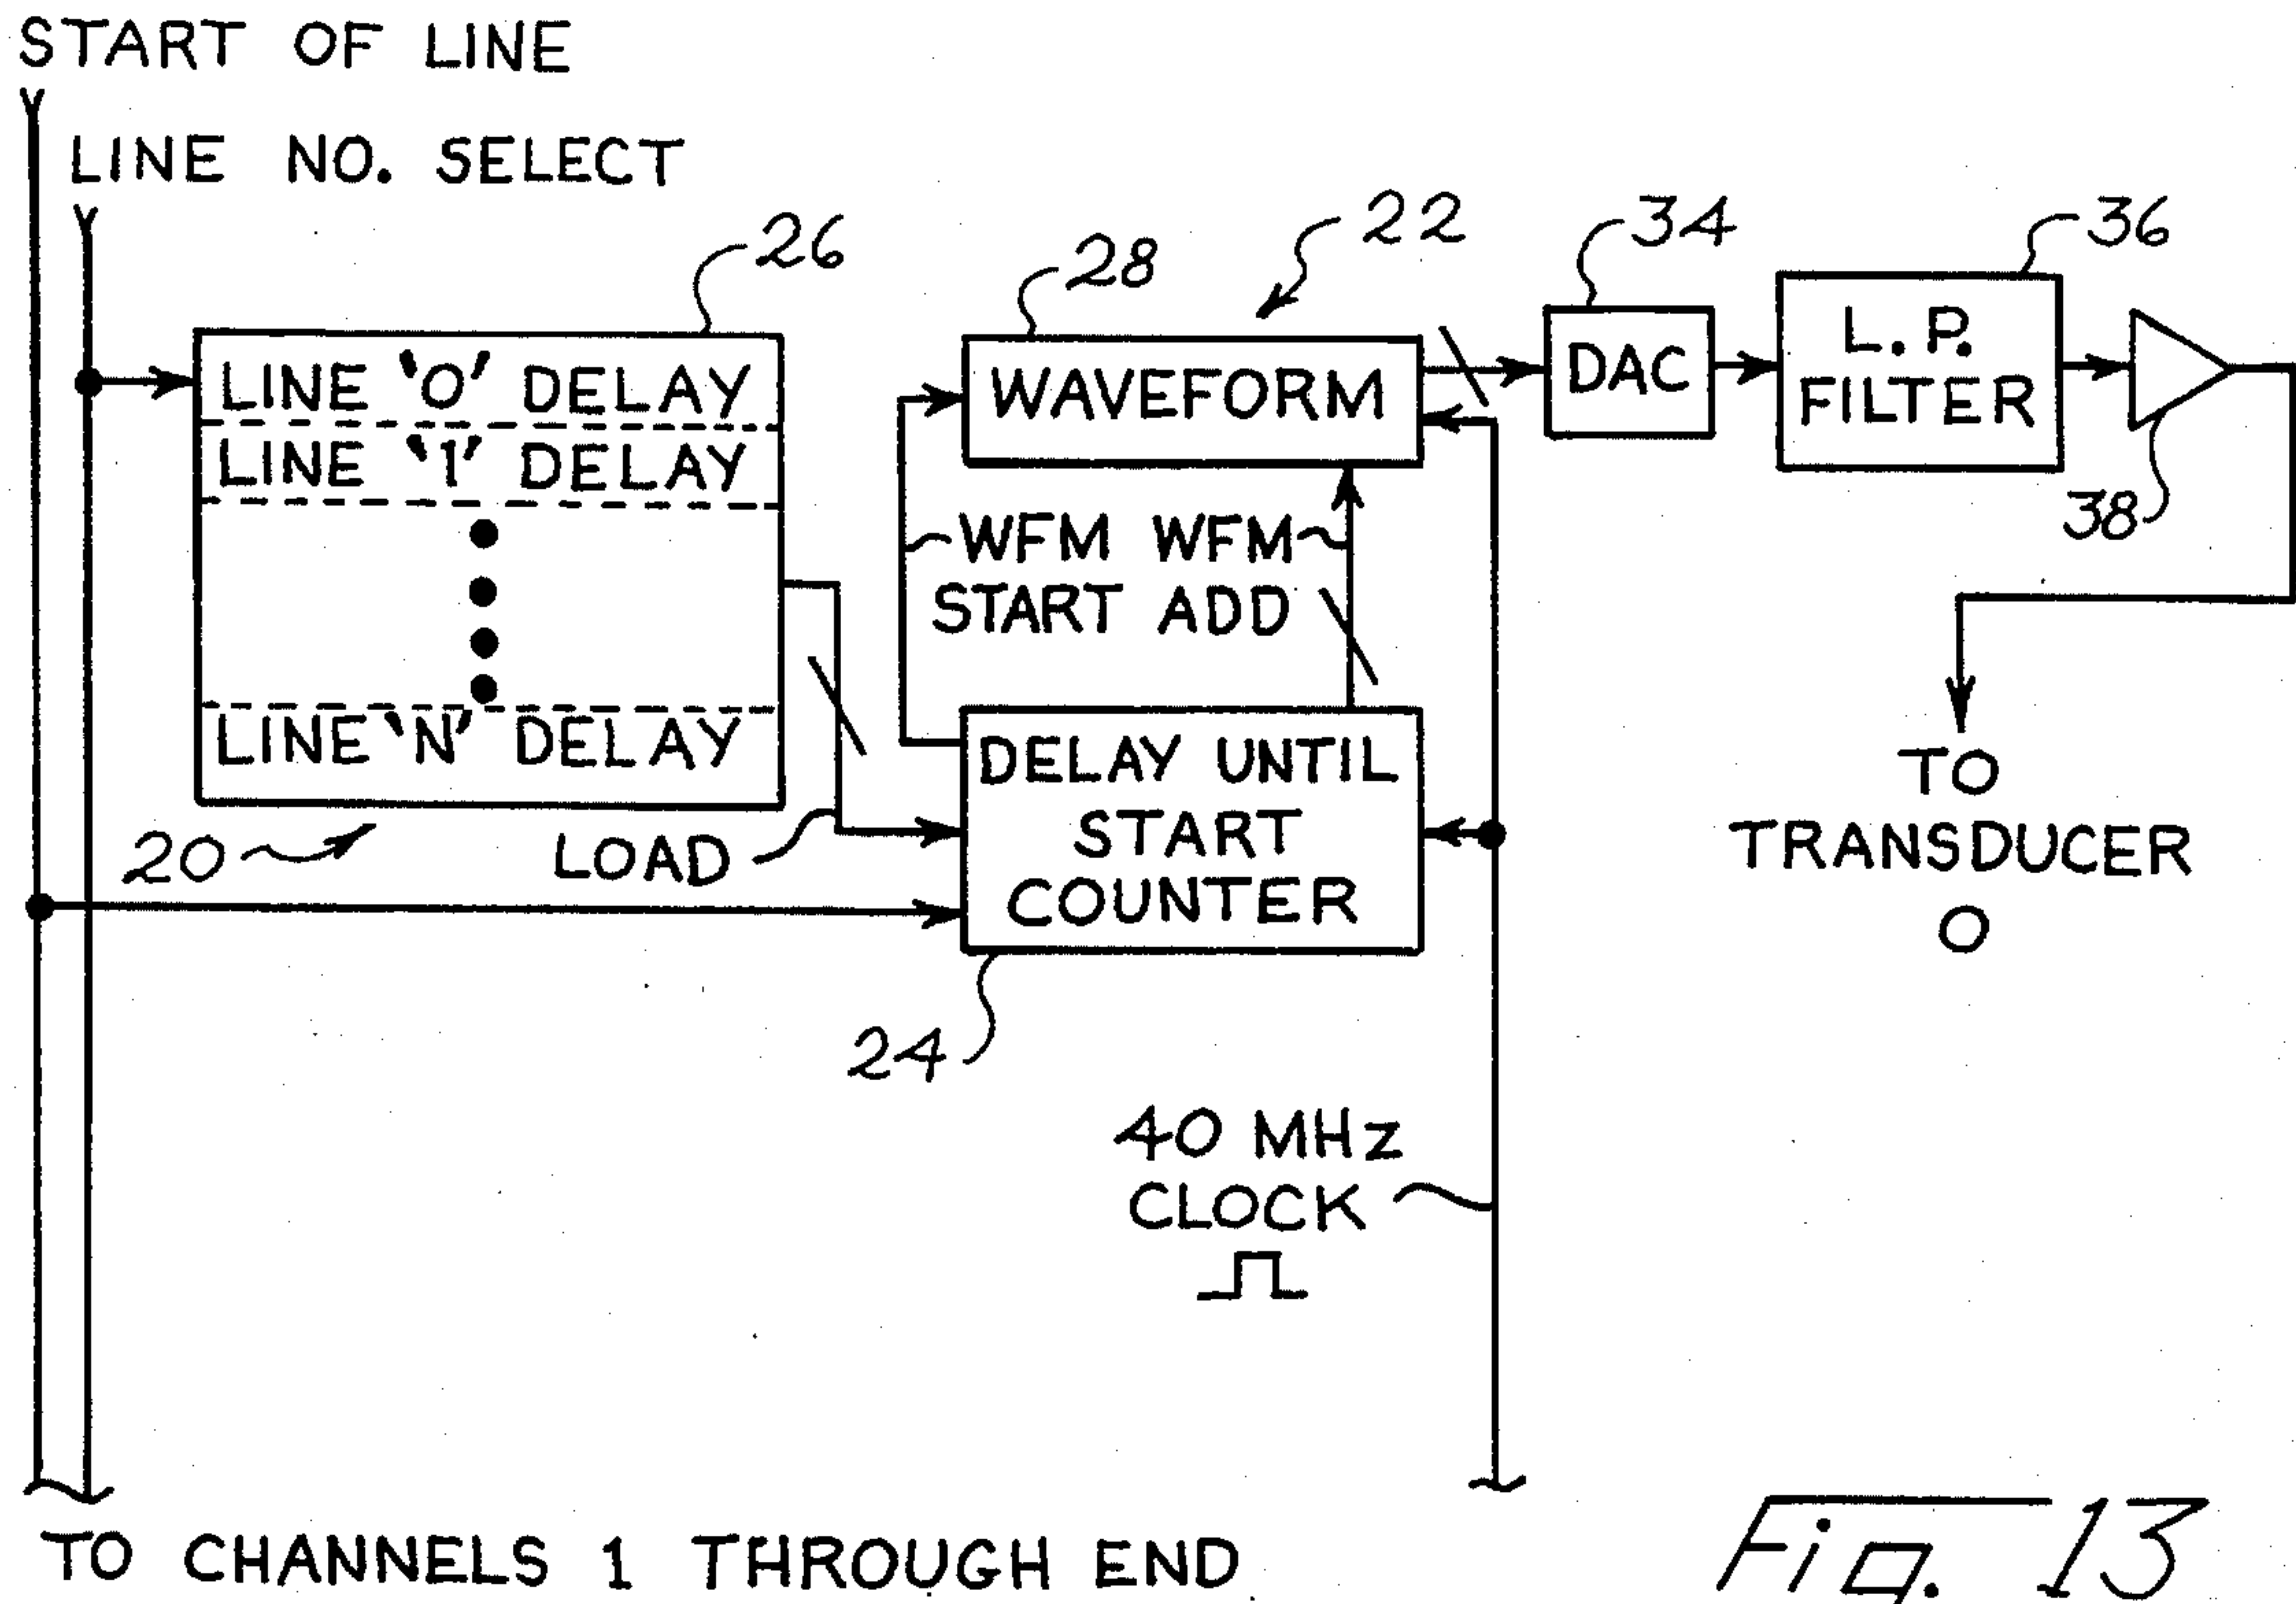 START OF LINE
LINE NO. SELECT
26
28
22
34
36
LINE 'O' DELAY
LINE '1' DELAY
LINE 'N' DELAY
WAVEFORM
DAC
L. P.
FILTER
38
WFM WFM
START ADD
DELAY UNTIL
START
COUNTER
20
LOAD
24
TO
TRANSDUCER
O
40 MHz
CLOCK
TO CHANNELS 1 THROUGH END
Fig. 13